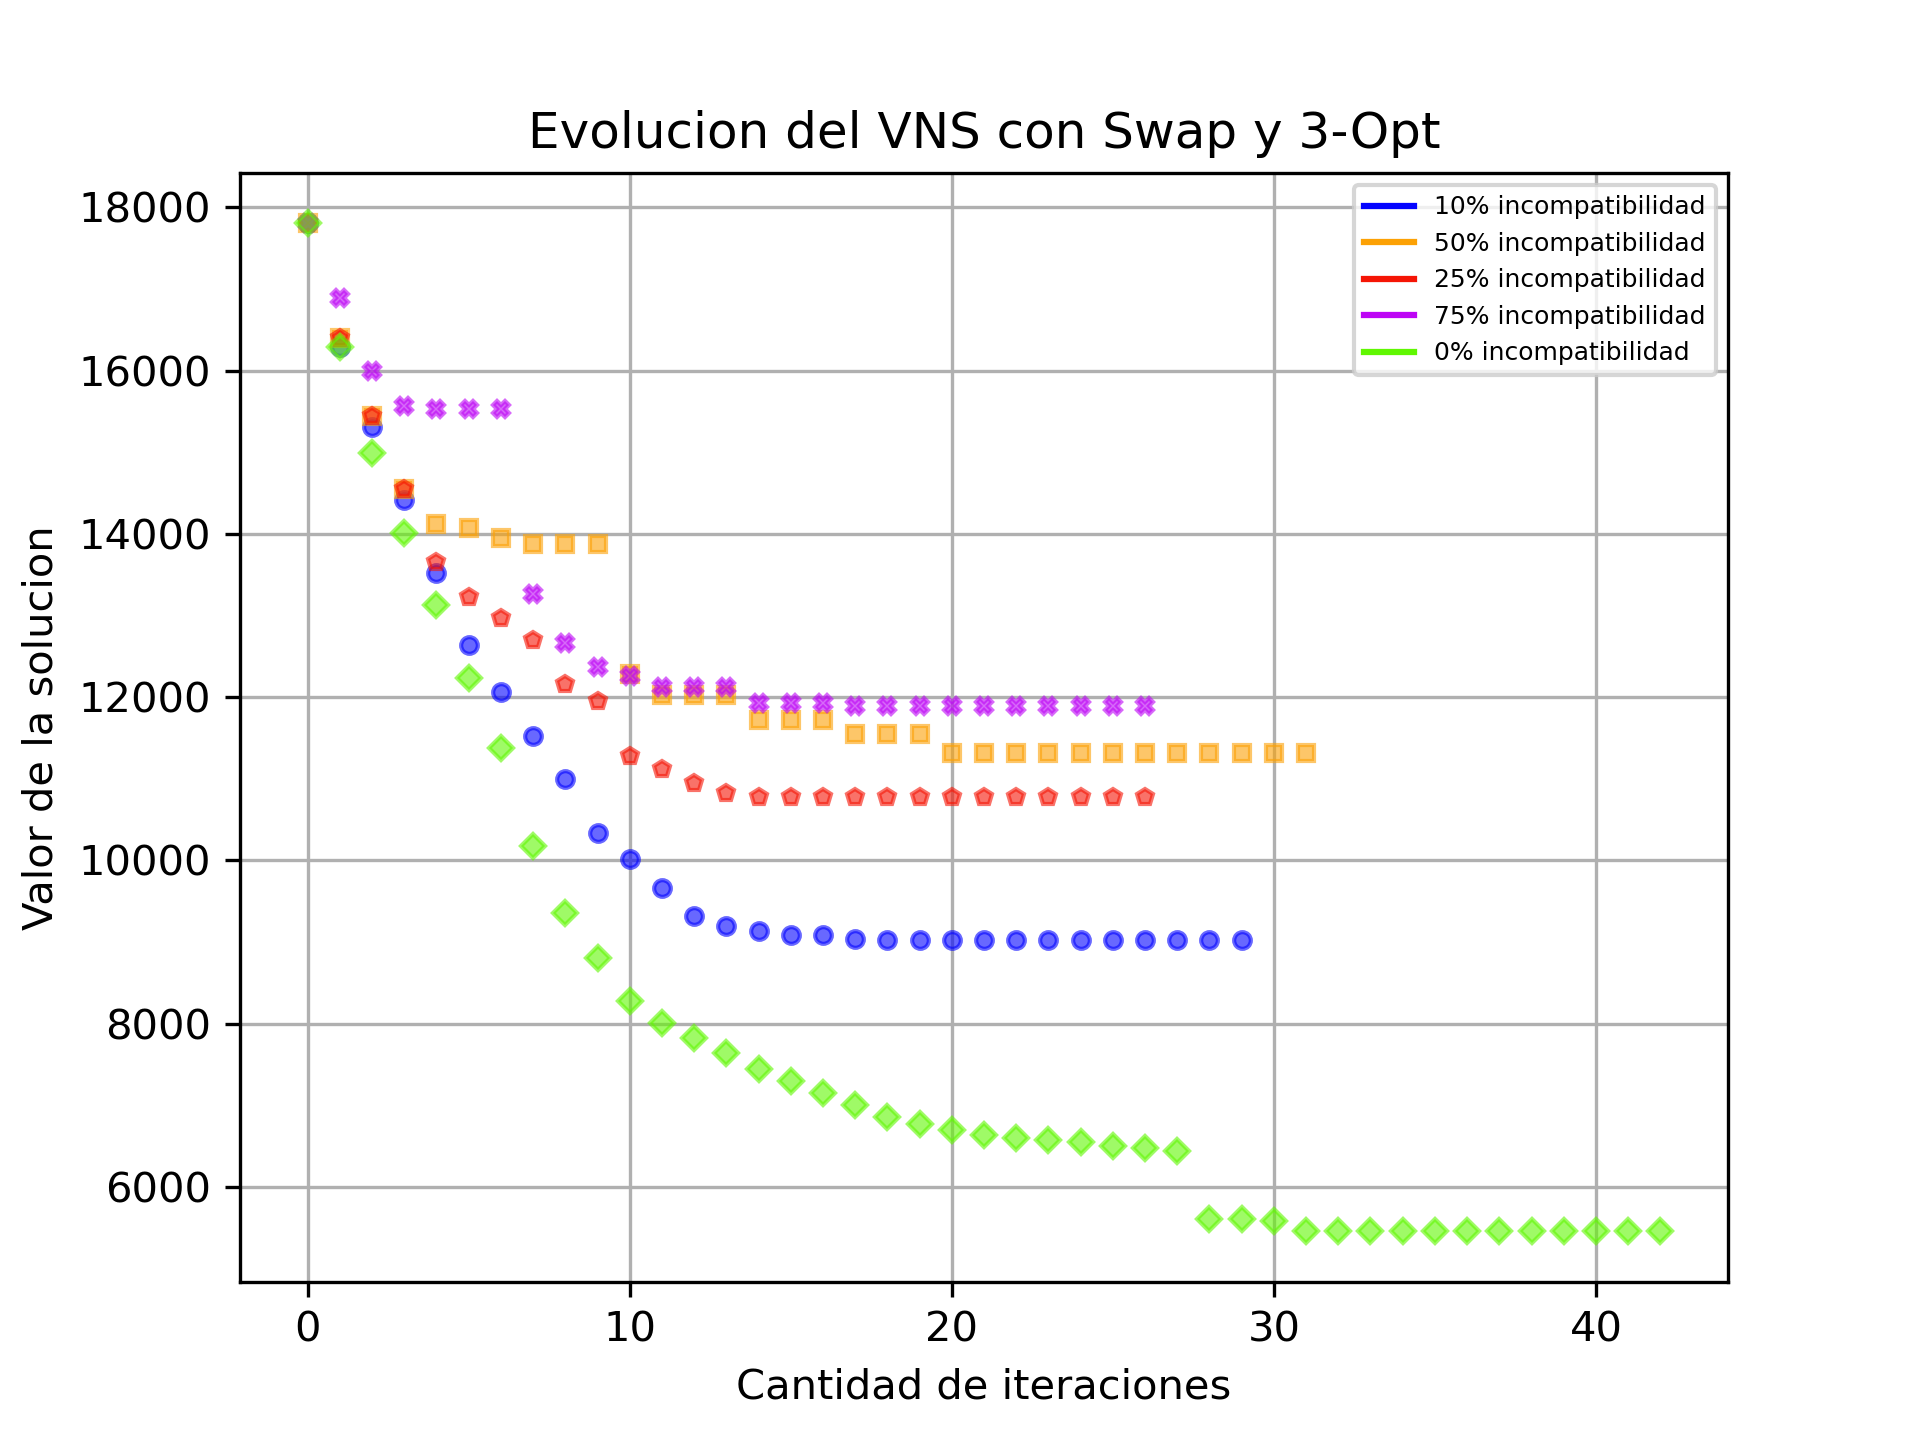 Evolucion del VNS con Swap y 3-Opt
18000
16000
14000
12000
10000
8000
6000
Valor de la solucion
10% incompatibilidad
50% incompatibilidad
25% incompatibilidad
75% incompatibilidad
0% incompatibilidad
0 10 20 30 40
Cantidad de iteraciones